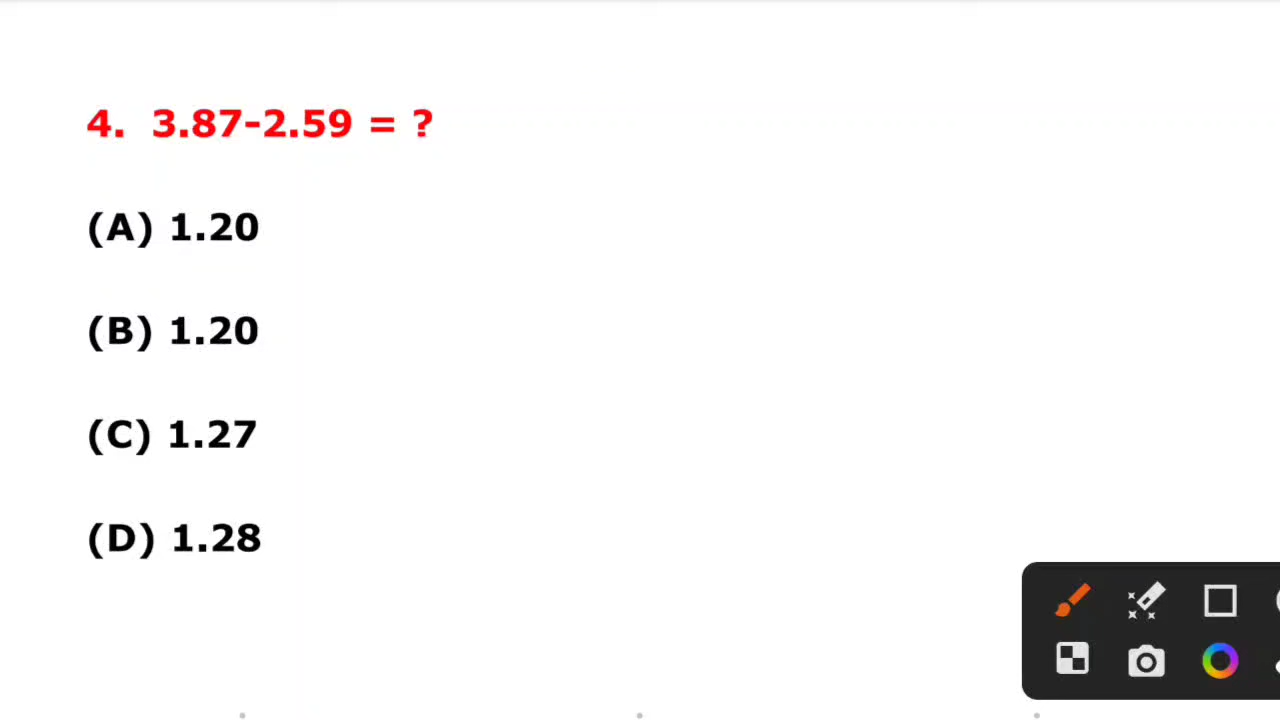 4. 3.87-2.59 = ?
(A) 1.20
(B) 1.20
(C) 1.27
(D) 1.28